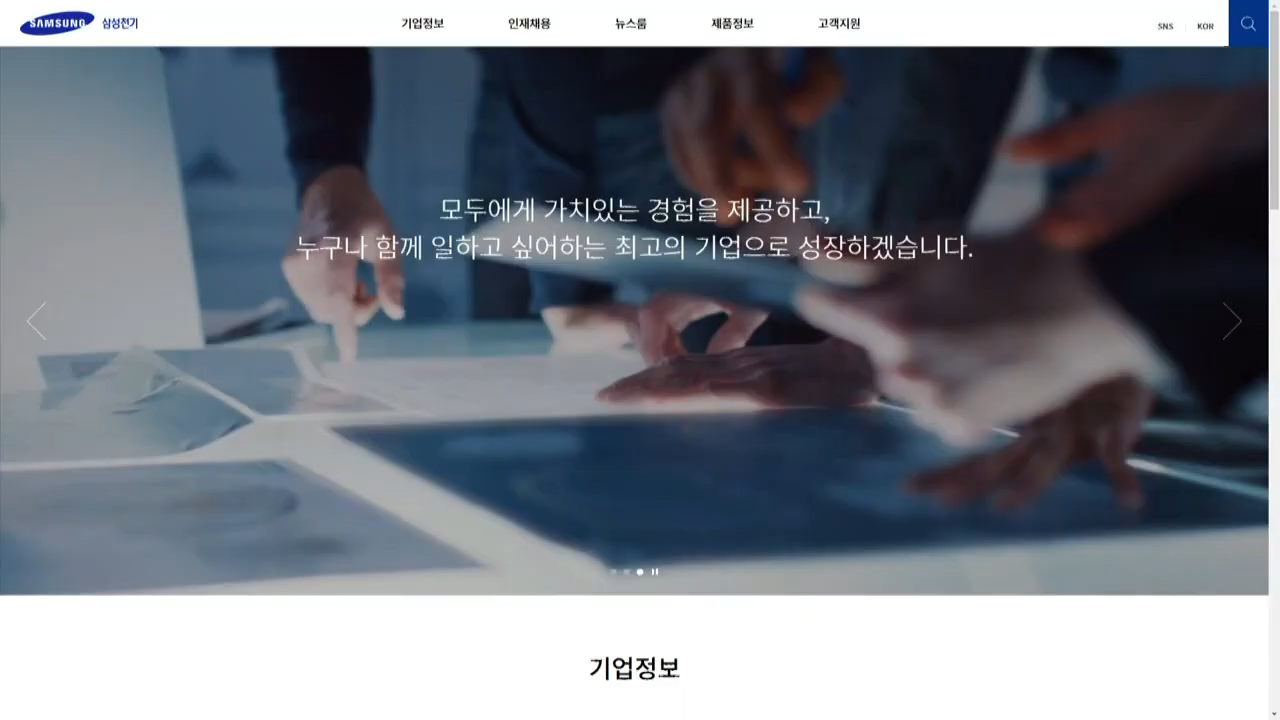 SAMSUNG 삼성전기
기업정보 인재채용 뉴스룸 제품정보 고객지원
SNS KOR
모두에게 가치있는 경험을 제공하고,
누구나 함께 일하고 싶어하는 최고의 기업으로 성장하겠습니다.
기업정보